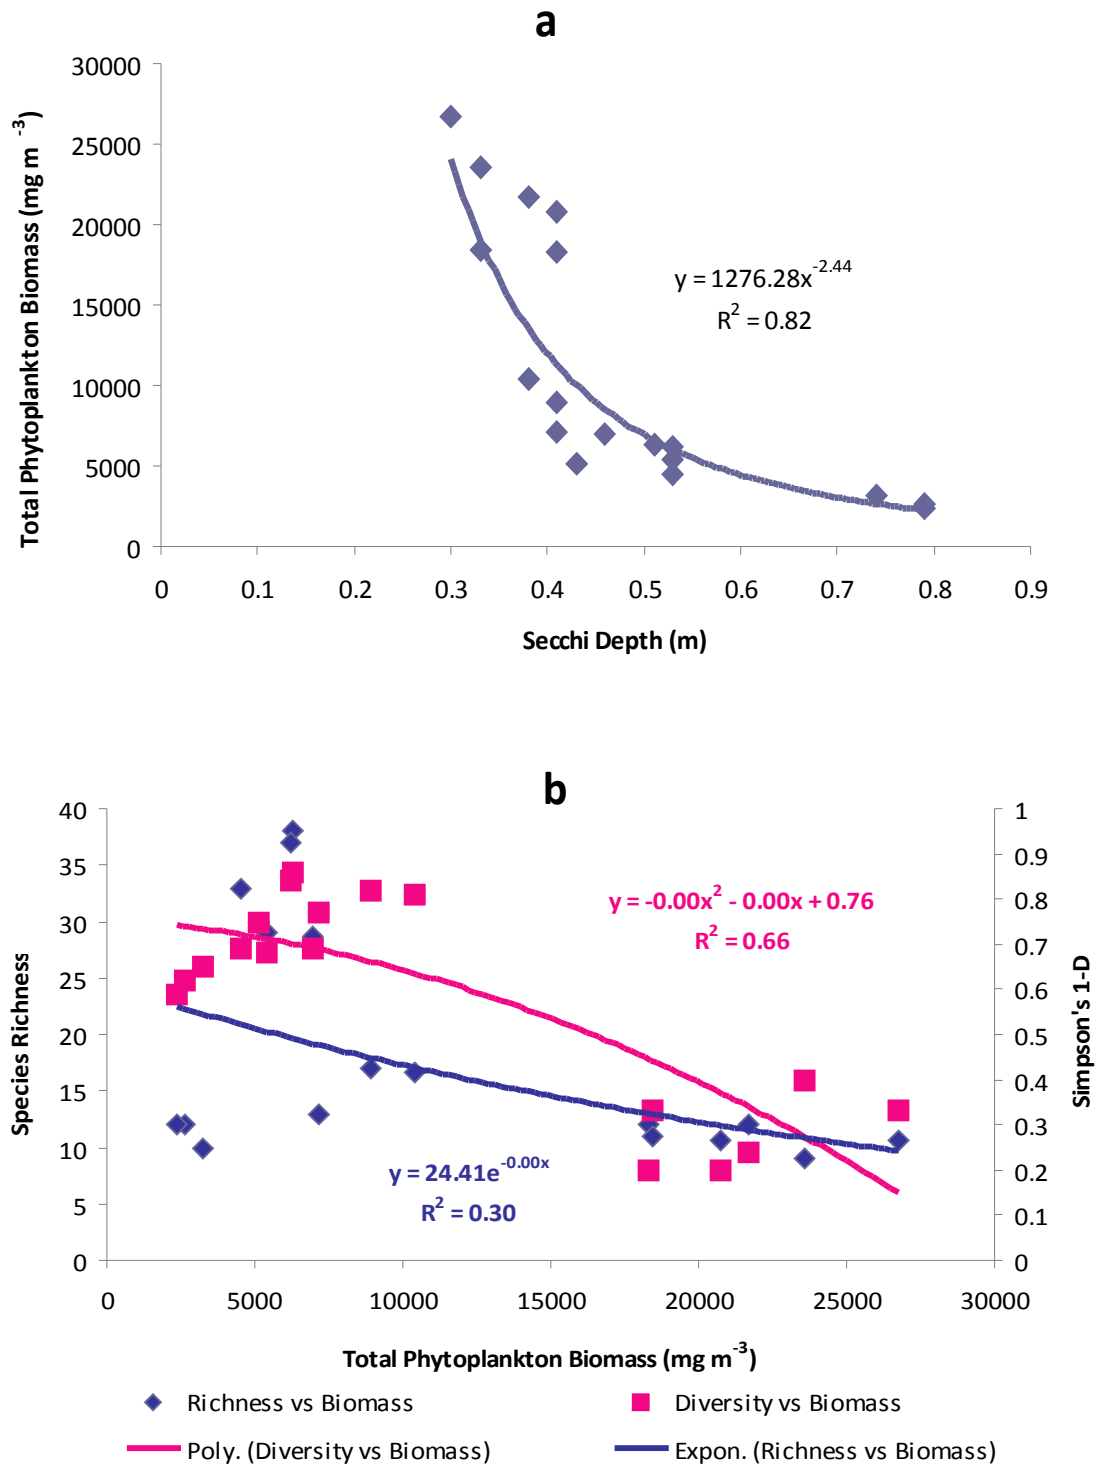 a
Total Phytoplankton Biomass (mg m⁻³)
30000
25000
20000
15000
10000
5000
0
y = 1276.28x⁻²·⁴⁴
R² = 0.82
0 0.1 0.2 0.3 0.4 0.5 0.6 0.7 0.8 0.9
Secchi Depth (m)
b
Species Richness
40
35
30
25
20
15
10
5
0
y = -0.00x² - 0.00x + 0.76
R² = 0.66
y = 24.41e⁻⁰·⁰⁰ˣ
R² = 0.30
1
0.9
0.8
0.7
0.6
0.5
0.4
0.3
0.2
0.1
0
Simpson's 1-D
0 5000 10000 15000 20000 25000 30000
Total Phytoplankton Biomass (mg m⁻³)
Richness vs Biomass Diversity vs Biomass
Poly. (Diversity vs Biomass) Expon. (Richness vs Biomass)